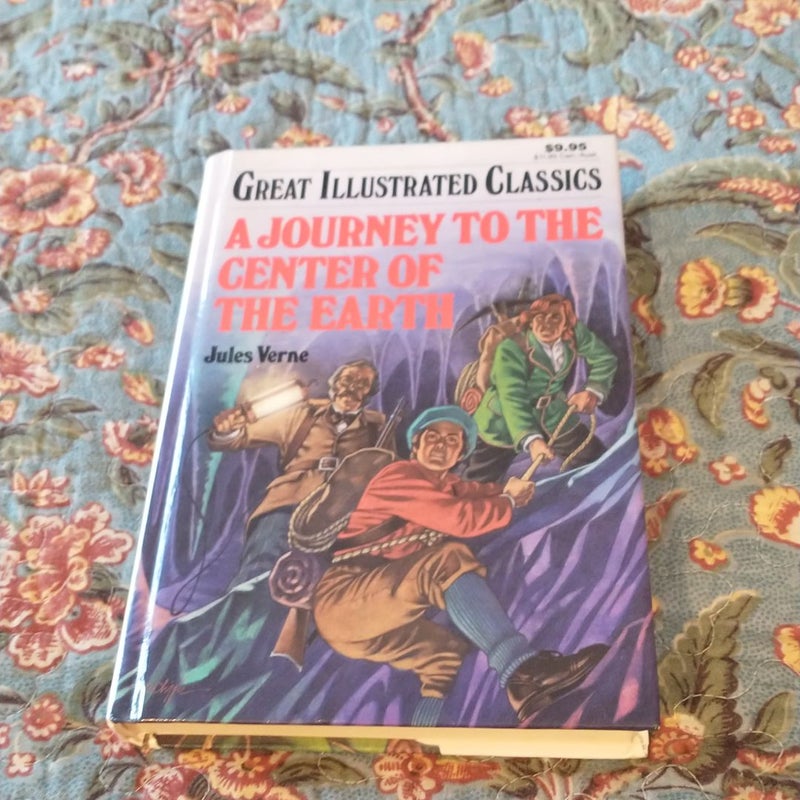 $9.95
GREAT ILLUSTRATED CLASSICS
A JOURNEY TO THE
CENTER OF
THE EARTH
Jules Verne